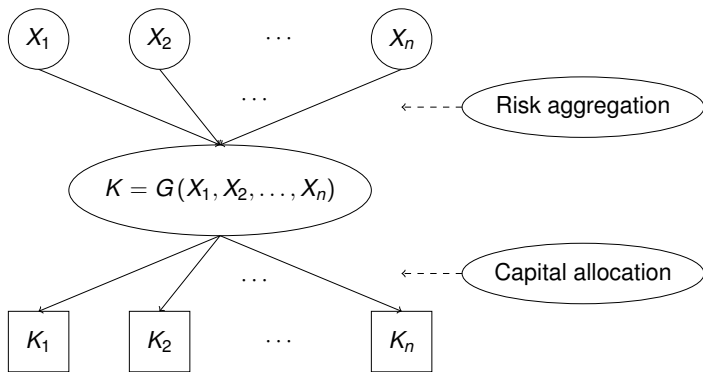 X₁ X₂ ··· Xₙ
··· Risk aggregation
K = G(X₁, X₂, . . . , Xₙ)
··· Capital allocation
K₁ K₂ ··· Kₙ